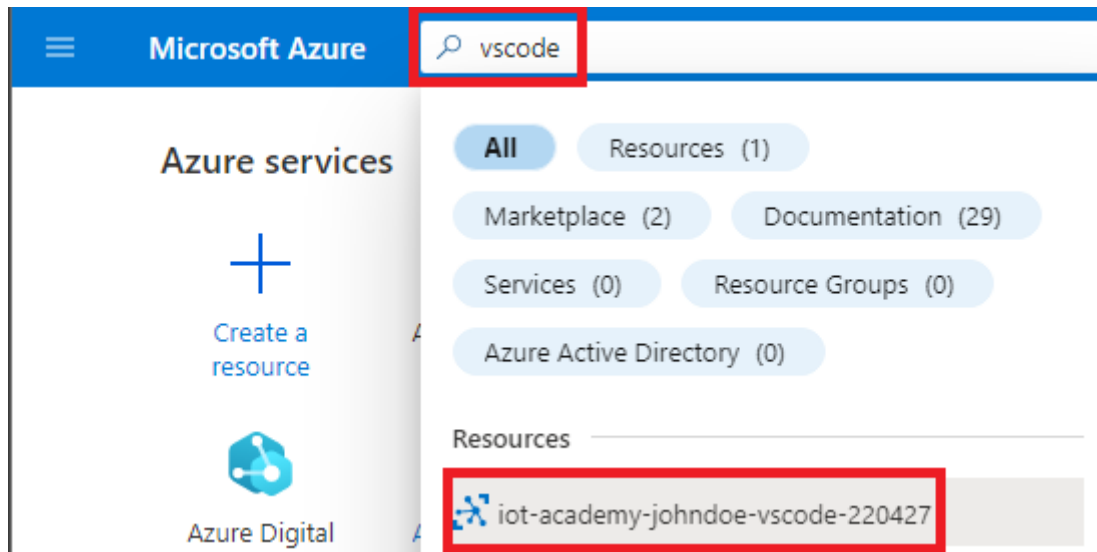 Microsoft Azure
vscode
Azure services
All
Resources (1)
Marketplace (2)
Documentation (29)
Services (0)
Resource Groups (0)
Azure Active Directory (0)
Create a
resource
A
Resources
iot-academy-johndoe-vscode-220427
Azure Digital
A